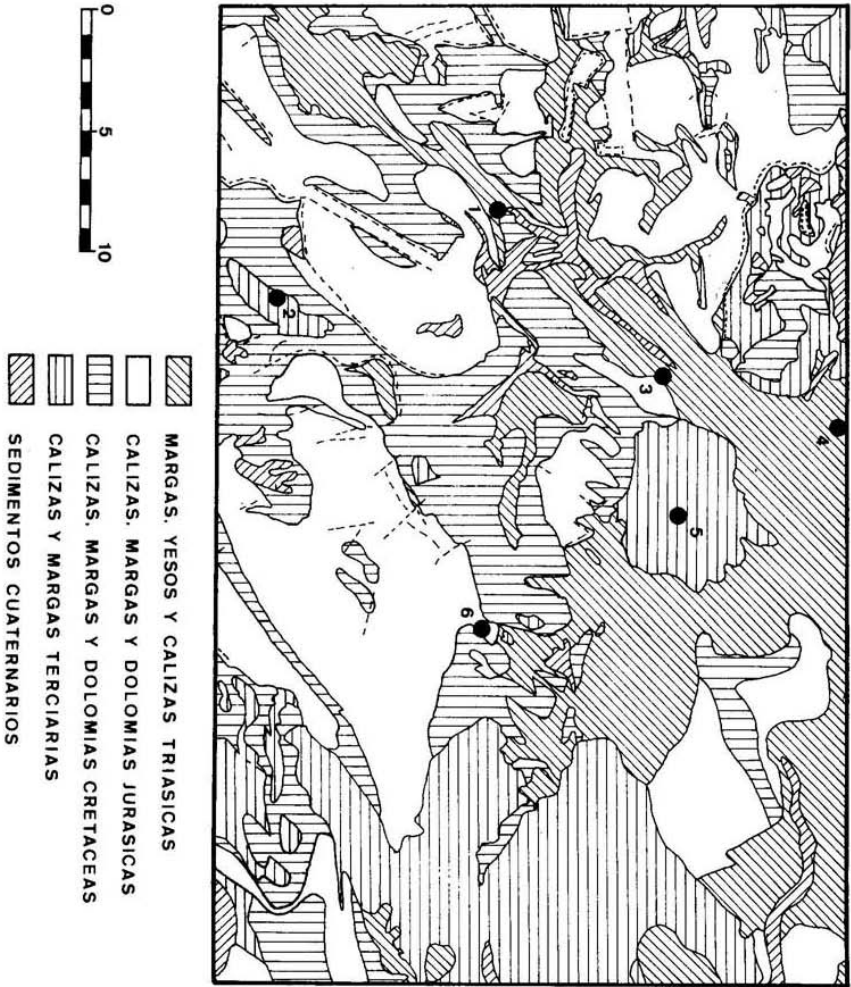 1
2
3
4
5
6
0
5
10
MARGAS, YESOS Y CALIZAS TRIASICAS
CALIZAS, MARGAS Y DOLOMIAS JURASICAS
CALIZAS, MARGAS Y DOLOMIAS CRETACEAS
CALIZAS Y MARGAS TERCIARIAS
SEDIMENTOS CUATERNARIOS